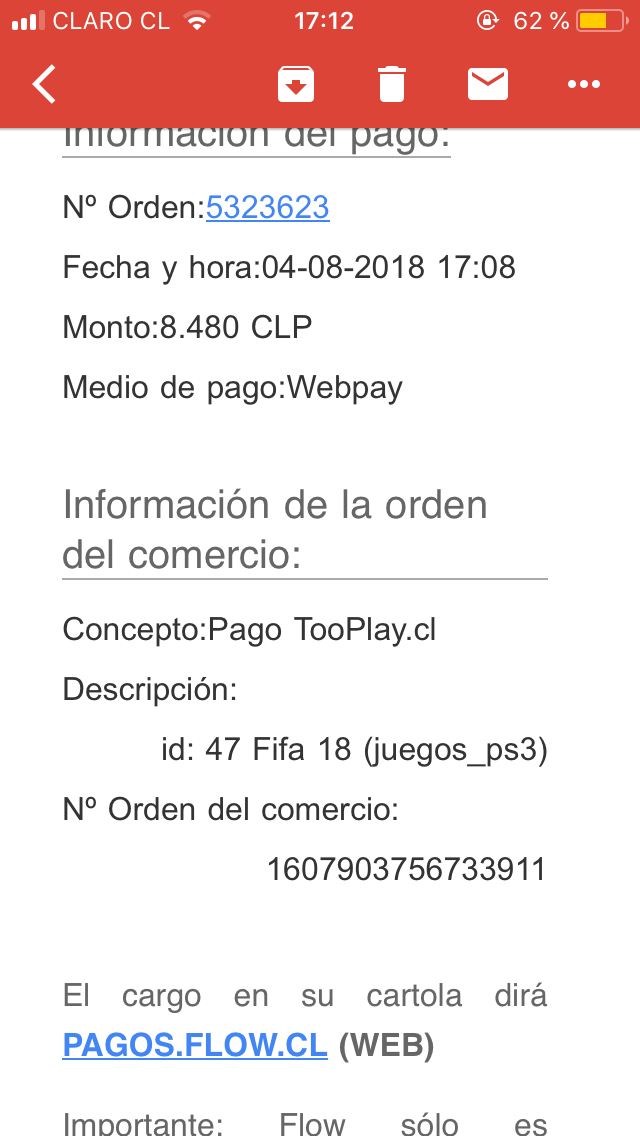 CLARO CL 17:12 62 %
Información del pago:
Nº Orden:5323623
Fecha y hora:04-08-2018 17:08
Monto:8.480 CLP
Medio de pago:Webpay
Información de la orden
del comercio:
Concepto:Pago TooPlay.cl
Descripción:
id: 47 Fifa 18 (juegos_ps3)
Nº Orden del comercio:
1607903756733911
El cargo en su cartola dirá
PAGOS.FLOW.CL (WEB)
Importante: Flow sólo es